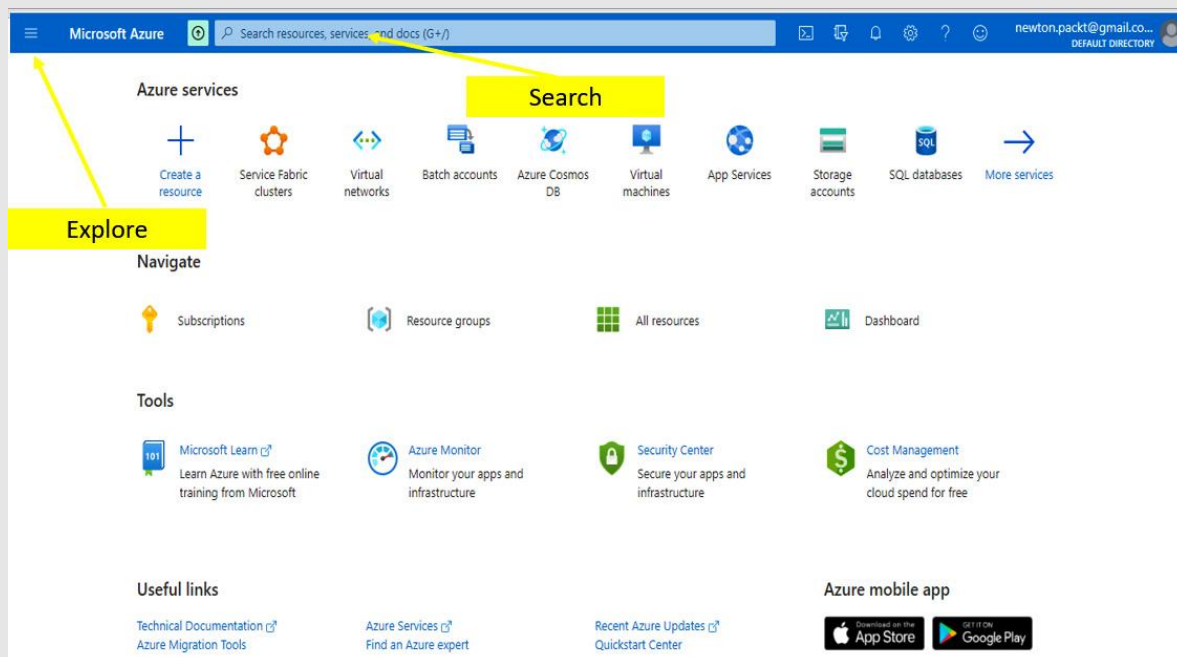 Microsoft Azure
Search resources, services, and docs (G+/)
newton.packt@gmail.co...
DEFAULT DIRECTORY
Azure services
Search
Create a
resource
Service Fabric
clusters
Virtual
networks
Batch accounts
Azure Cosmos
DB
Virtual
machines
App Services
Storage
accounts
SQL
SQL databases
More services
Explore
Navigate
Subscriptions
Resource groups
All resources
Dashboard
Tools
101
Microsoft Learn
Learn Azure with free online
training from Microsoft
Azure Monitor
Monitor your apps and
infrastructure
Security Center
Secure your apps and
infrastructure
$
Cost Management
Analyze and optimize your
cloud spend for free
Useful links
Azure mobile app
Technical Documentation
Azure Services
Recent Azure Updates
Azure Migration Tools
Find an Azure expert
Quickstart Center
Download on the
App Store
GET IT ON
Google Play